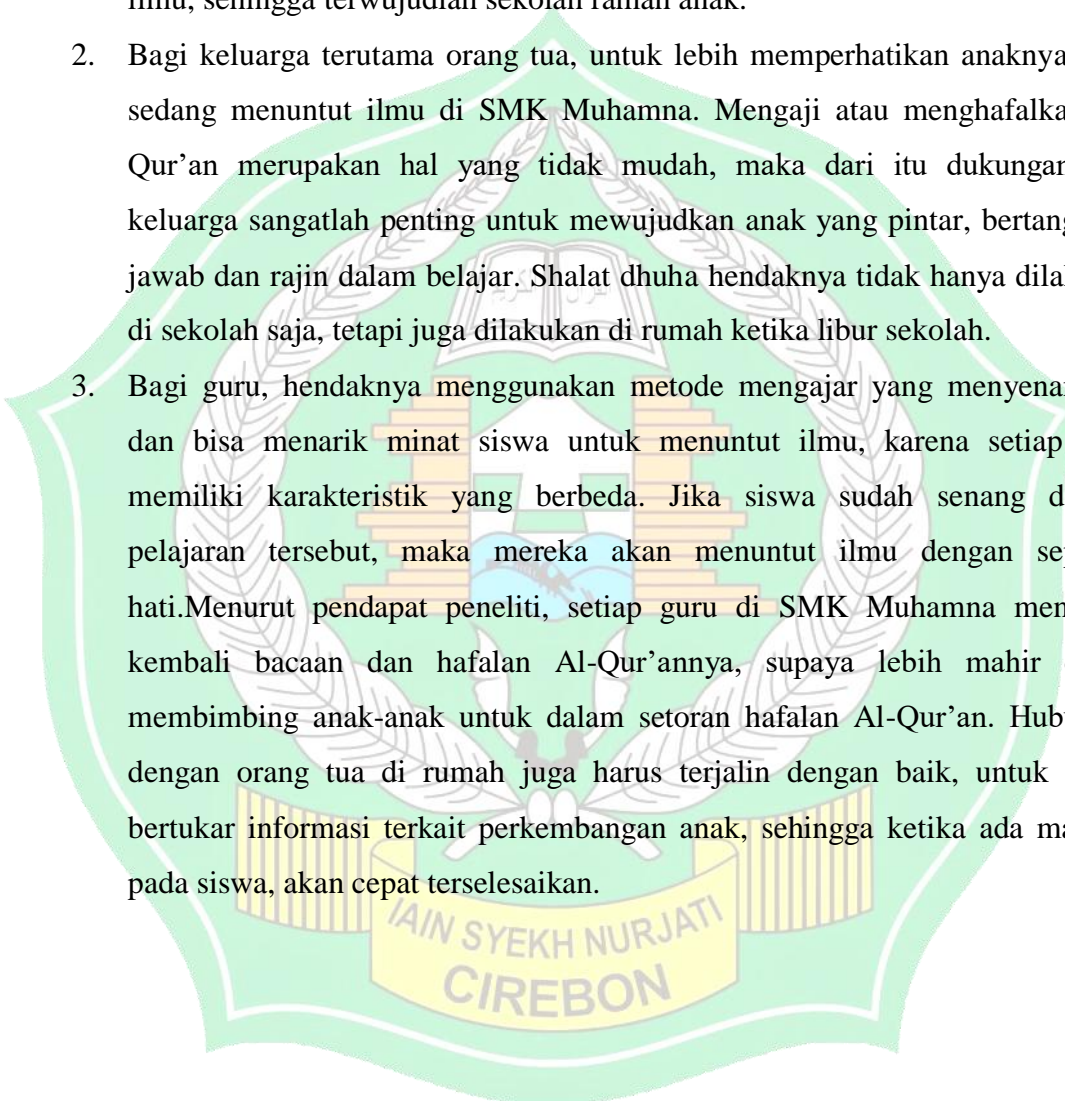 ilmu, sehingga terwujudlah sekolah ramah anak.
2. Bagi keluarga terutama orang tua, untuk lebih memperhatikan anaknya
sedang menuntut ilmu di SMK Muhamna. Mengaji atau menghafalka
Qur’an merupakan hal yang tidak mudah, maka dari itu dukungan
keluarga sangatlah penting untuk mewujudkan anak yang pintar, bertang
jawab dan rajin dalam belajar. Shalat dhuha hendaknya tidak hanya dila
di sekolah saja, tetapi juga dilakukan di rumah ketika libur sekolah.
3. Bagi guru, hendaknya menggunakan metode mengajar yang menyena
dan bisa menarik minat siswa untuk menuntut ilmu, karena setiap
memiliki karakteristik yang berbeda. Jika siswa sudah senang d
pelajaran tersebut, maka mereka akan menuntut ilmu dengan se
hati.Menurut pendapat peneliti, setiap guru di SMK Muhamna men
kembali bacaan dan hafalan Al-Qur’annya, supaya lebih mahir
membimbing anak-anak untuk dalam setoran hafalan Al-Qur’an. Hub
dengan orang tua di rumah juga harus terjalin dengan baik, untuk
bertukar informasi terkait perkembangan anak, sehingga ketika ada ma
pada siswa, akan cepat terselesaikan.
IAIN SYEKH NURJATI
CIREBON